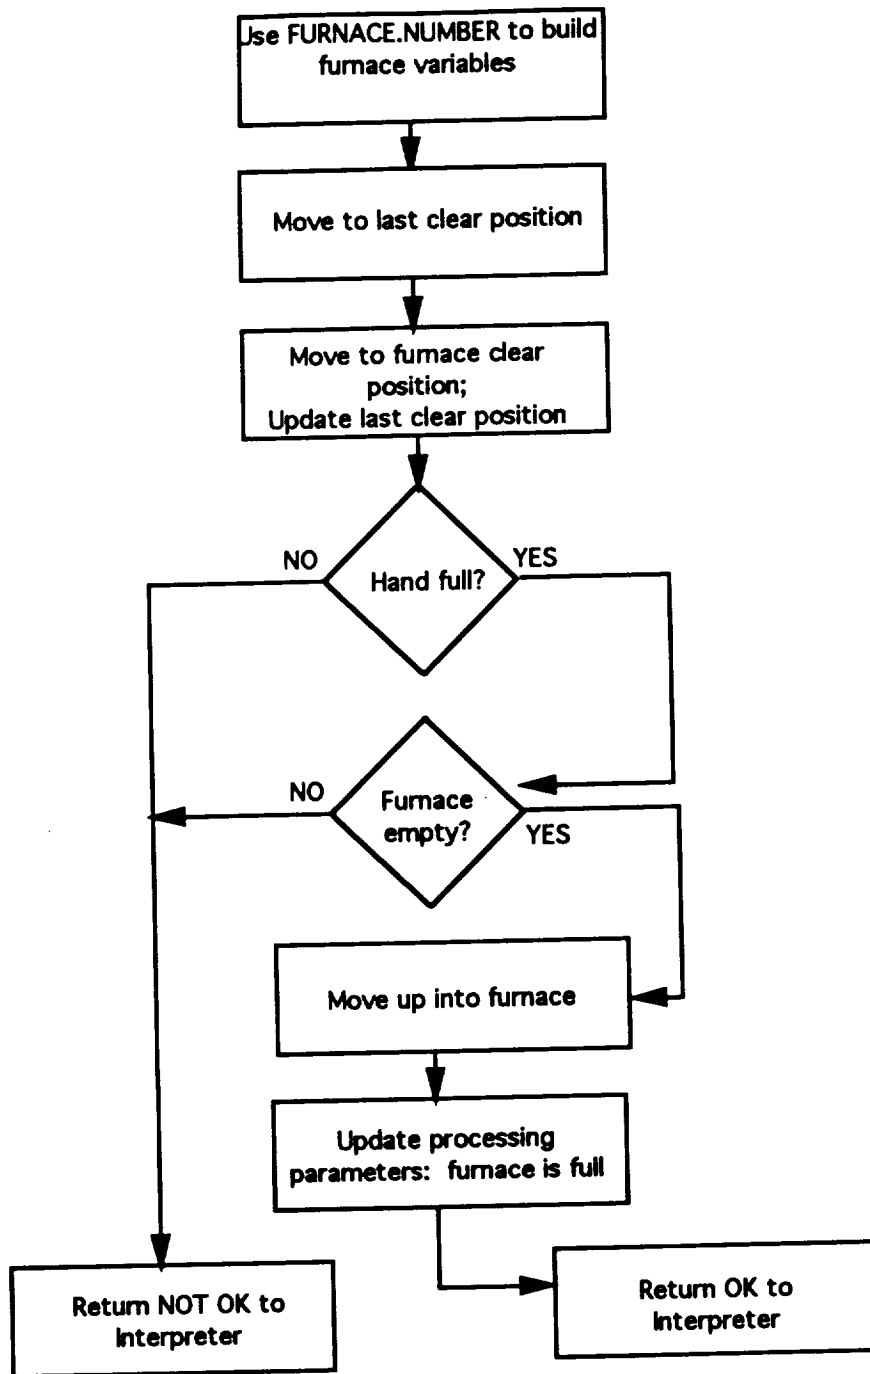 Use FURNACE.NUMBER to build
furnace variables
Move to last clear position
Move to furnace clear
position;
Update last clear position
NO
YES
Hand full?
NO
Furnace
empty?
YES
Move up into furnace
Update processing
parameters: furnace is full
Return NOT OK to
interpreter
Return OK to
interpreter